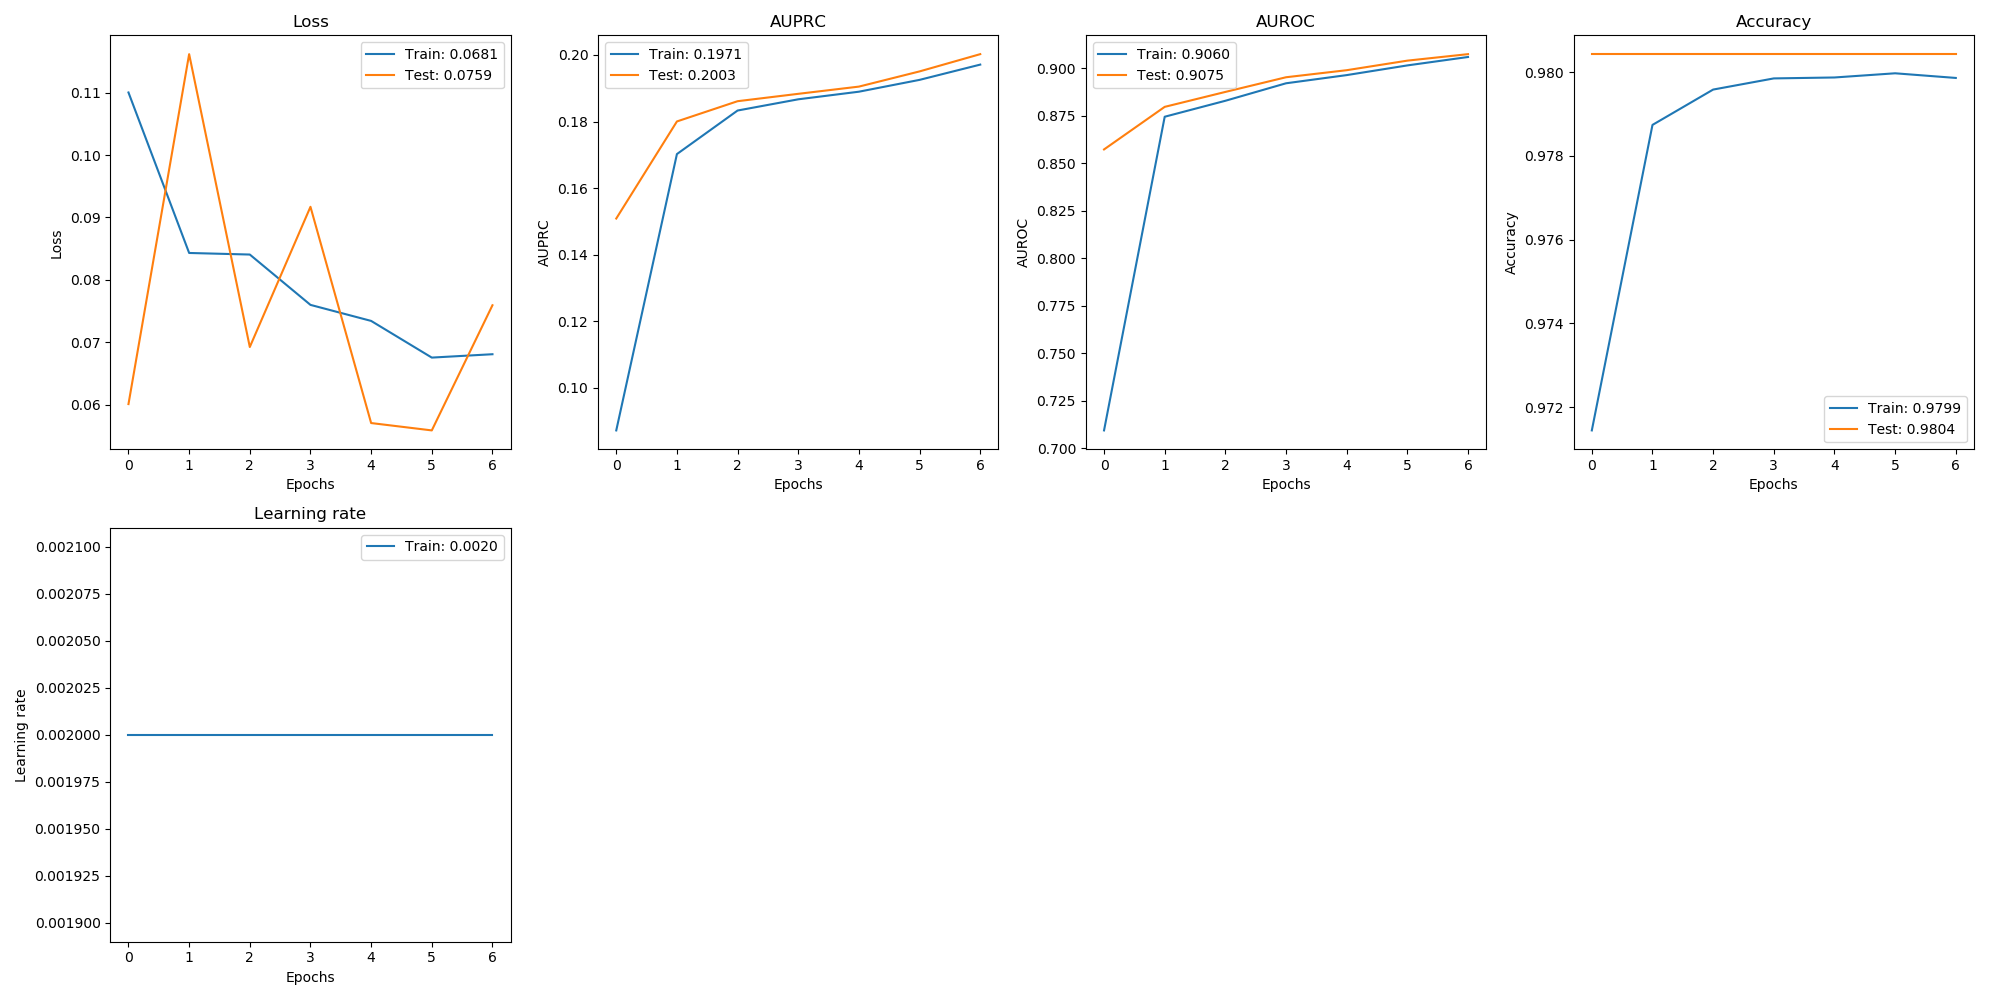 Loss
Train: 0.0681
Test: 0.0759
0.11
0.10
0.09
0.08
0.07
0.06
Loss
0 1 2 3 4 5 6
Epochs
AUPRC
Train: 0.1971
Test: 0.2003
0.20
0.18
0.16
0.14
0.12
0.10
AUPRC
0 1 2 3 4 5 6
Epochs
AUROC
Train: 0.9060
Test: 0.9075
0.900
0.875
0.850
0.825
0.800
0.775
0.750
0.725
0.700
AUROC
0 1 2 3 4 5 6
Epochs
Accuracy
0.980
0.978
0.976
0.974
0.972
Accuracy
Train: 0.9799
Test: 0.9804
0 1 2 3 4 5 6
Epochs
Learning rate
Train: 0.0020
0.002100
0.002075
0.002050
0.002025
0.002000
0.001975
0.001950
0.001925
0.001900
Learning rate
0 1 2 3 4 5 6
Epochs